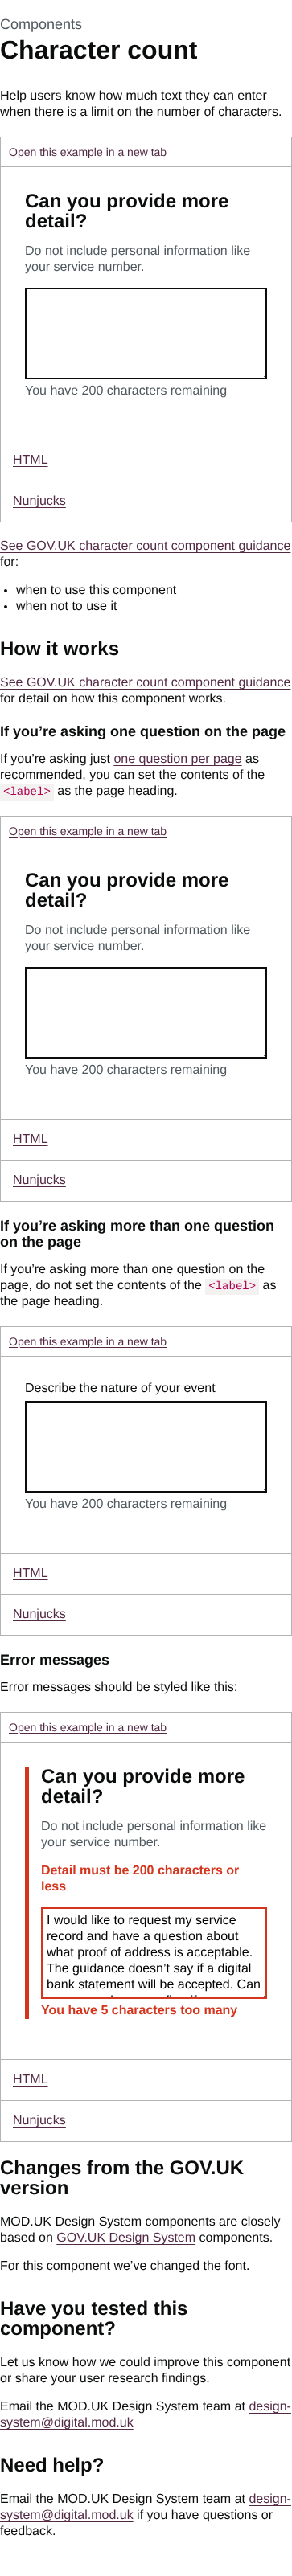 Components
Character count
Help users know how much text they can enter
when there is a limit on the number of characters.
Open this example in a new tab
Can you provide more
detail?
Do not include personal information like
your service number.
You have 200 characters remaining
HTML
Nunjucks
See GOV.UK character count component guidance
for:
• when to use this component
• when not to use it
How it works
See GOV.UK character count component guidance
for detail on how this component works.
If you’re asking one question on the page
If you’re asking just one question per page as
recommended, you can set the contents of the
<label> as the page heading.
Open this example in a new tab
Can you provide more
detail?
Do not include personal information like
your service number.
You have 200 characters remaining
HTML
Nunjucks
If you’re asking more than one question
on the page
If you’re asking more than one question on the
page, do not set the contents of the <label> as
the page heading.
Open this example in a new tab
Describe the nature of your event
You have 200 characters remaining
HTML
Nunjucks
Error messages
Error messages should be styled like this:
Open this example in a new tab
Can you provide more
detail?
Do not include personal information like
your service number.
Detail must be 200 characters or
less
I would like to request my service
record and have a question about
what proof of address is acceptable.
The guidance doesn’t say if a digital
bank statement will be accepted. Can
You have 5 characters too many
HTML
Nunjucks
Changes from the GOV.UK
version
MOD.UK Design System components are closely
based on GOV.UK Design System components.
For this component we’ve changed the font.
Have you tested this
component?
Let us know how we could improve this component
or share your user research findings.
Email the MOD.UK Design System team at design-
system@digital.mod.uk
Need help?
Email the MOD.UK Design System team at design-
system@digital.mod.uk if you have questions or
feedback.